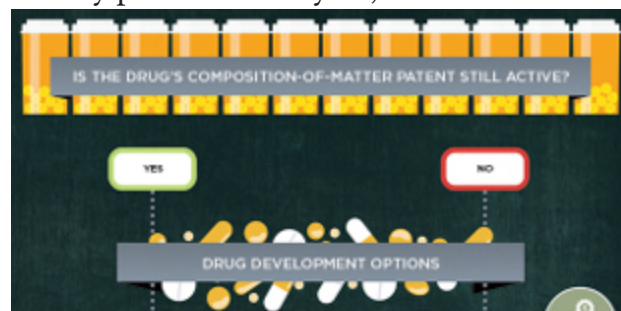 IS THE DRUG'S COMPOSITION-OF-MATTER PATENT STILL ACTIVE?
YES
NO
DRUG DEVELOPMENT OPTIONS